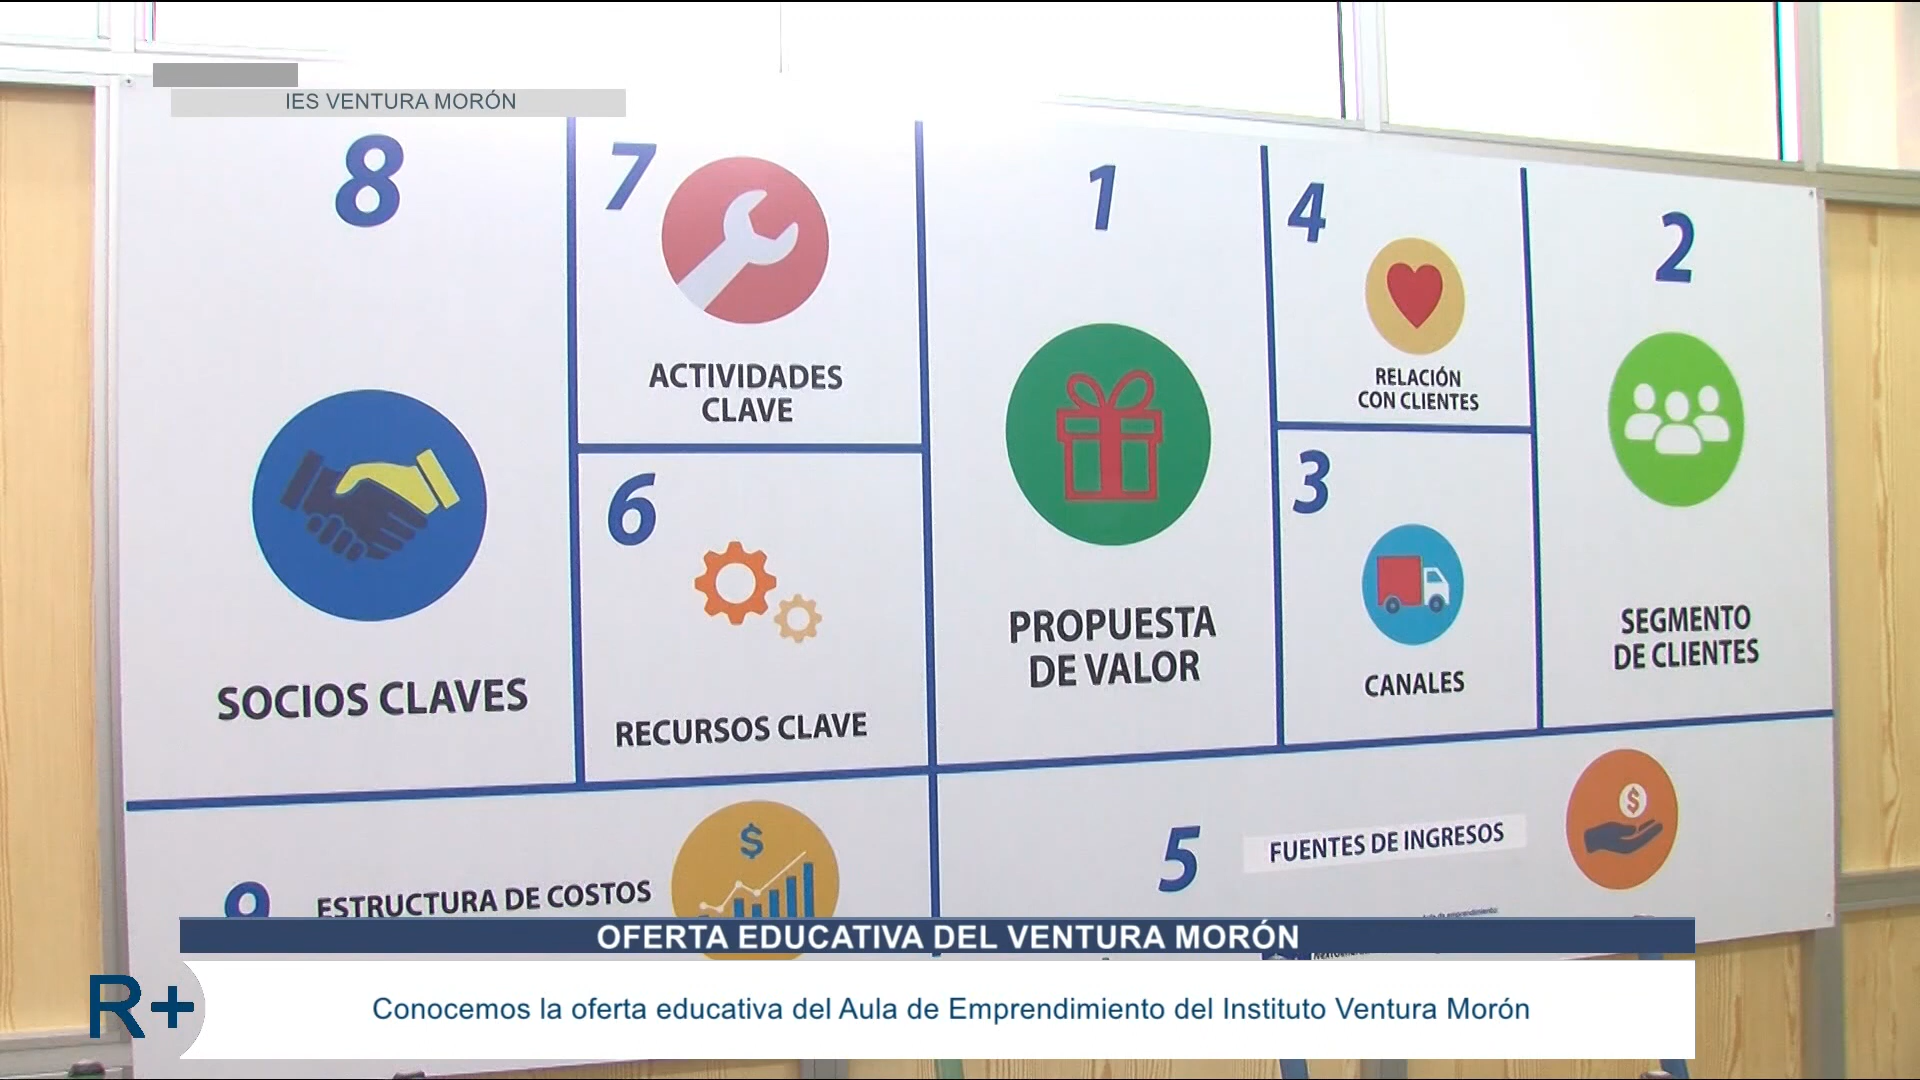 IES VENTURA MORÓN
8
7
1
4
2
ACTIVIDADES
CLAVE
RELACIÓN
CON CLIENTES
6
3
PROPUESTA
DE VALOR
SEGMENTO
DE CLIENTES
SOCIOS CLAVES
RECURSOS CLAVE
CANALES
$
$
5
FUENTES DE INGRESOS
9
ESTRUCTURA DE COSTOS
OFERTA EDUCATIVA DEL VENTURA MORÓN
R+
Conocemos la oferta educativa del Aula de Emprendimiento del Instituto Ventura Morón